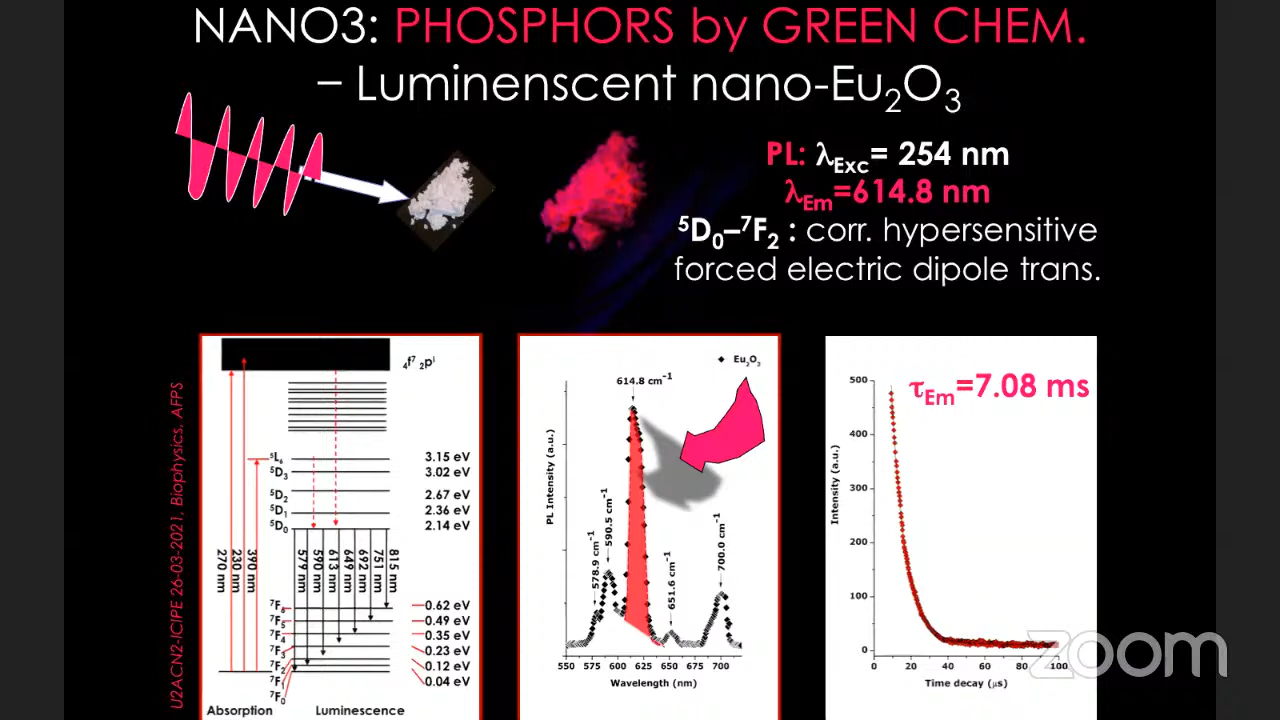 NANO3: PHOSPHORS by GREEN CHEM.
– Luminenscent nano-Eu₂O₃
PL: λExc= 254 nm
λEm=614.8 nm
⁵D₀–⁷F₂ : corr. hypersensitive
forced electric dipole trans.
U2ACN2-ICIPE 26-03-2021, Biophysics, AFPS
₄f⁷ ₂p¹
⁵L₆
⁵D₃
⁵D₂
⁵D₁
⁵D₀
3.15 eV
3.02 eV
2.67 eV
2.36 eV
2.14 eV
270 nm
230 nm
390 nm
579 nm
590 nm
613 nm
649 nm
692 nm
751 nm
815 nm
⁷F₆
⁷F₅
⁷F₄
⁷F₃
⁷F₂
⁷F₁
⁷F₀
0.62 eV
0.49 eV
0.35 eV
0.23 eV
0.12 eV
0.04 eV
Absorption
Luminescence
Eu₂O₃
614.8 cm⁻¹
578.9 cm⁻¹
590.5 cm⁻¹
651.6 cm⁻¹
700.0 cm⁻¹
PL Intensity (a.u.)
550 575 600 625 650 675 700
Wavelength (nm)
τEm=7.08 ms
Intensity (a.u.)
500
400
300
200
100
0
0 20 40 60 80 100
Time decay (µs)
zoom